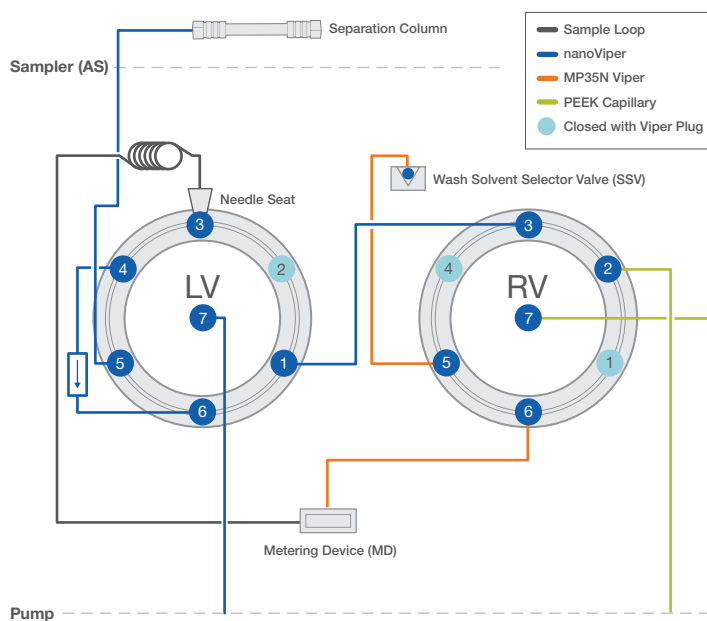 Separation Column
Sampler (AS)
Sample Loop
nanoViper
MP35N Viper
PEEK Capillary
Closed with Viper Plug
Wash Solvent Selector Valve (SSV)
Needle Seat
3
3
4
2
4
2
LV
RV
7
7
5
1
5
1
6
6
Metering Device (MD)
Pump